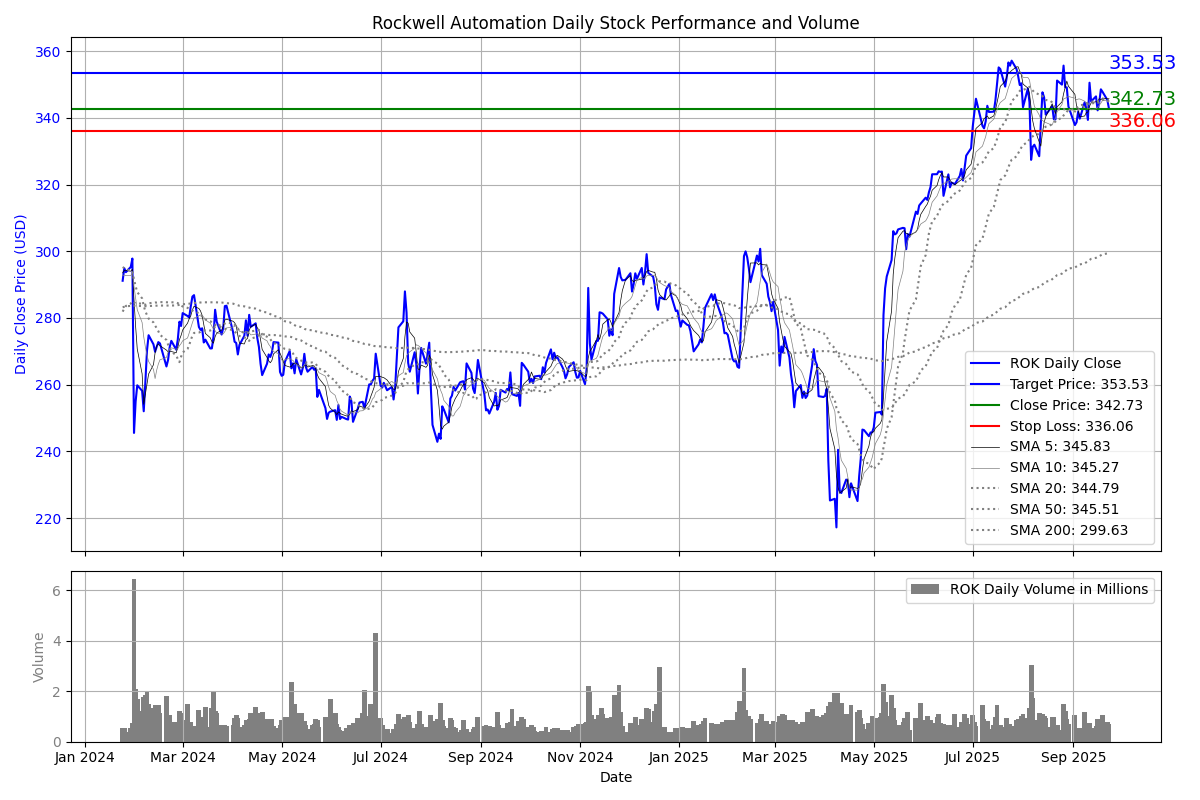 Rockwell Automation Daily Stock Performance and Volume
360
340
320
300
280
260
240
220
Daily Close Price (USD)
353.53
342.73
336.06
ROK Daily Close
Target Price: 353.53
Close Price: 342.73
Stop Loss: 336.06
SMA 5: 345.83
SMA 10: 345.27
SMA 20: 344.79
SMA 50: 345.51
SMA 200: 299.63
6
4
2
0
Volume
ROK Daily Volume in Millions
Jan 2024 Mar 2024 May 2024 Jul 2024 Sep 2024 Nov 2024 Jan 2025 Mar 2025 May 2025 Jul 2025 Sep 2025
Date